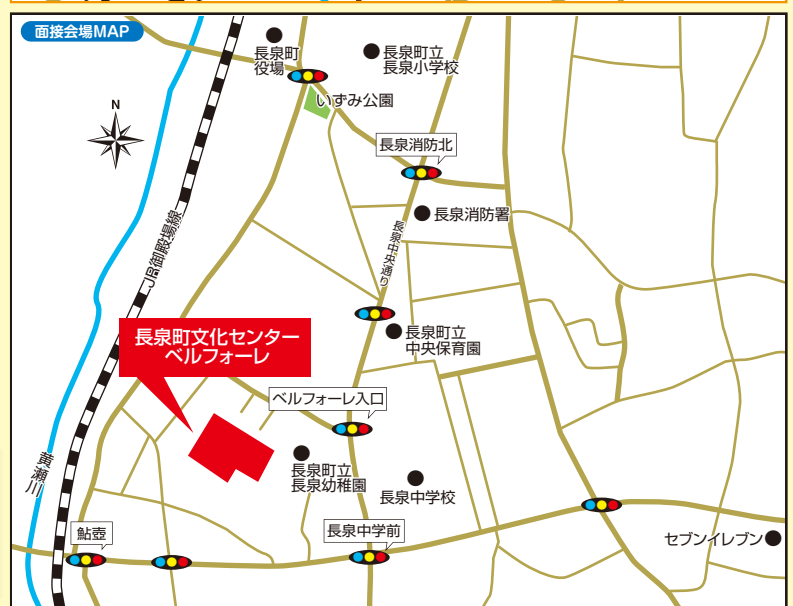 面接会場MAP
長泉町
役場
長泉町立
長泉小学校
いずみ公園
N
長泉消防北
長泉消防署
JR御殿場線
長泉中央通り
長泉町文化センター
ベルフォーレ
長泉町立
中央保育園
ベルフォーレ入口
黄瀬川
長泉町立
長泉幼稚園
長泉中学校
鮎壺
長泉中学前
セブンイレブン